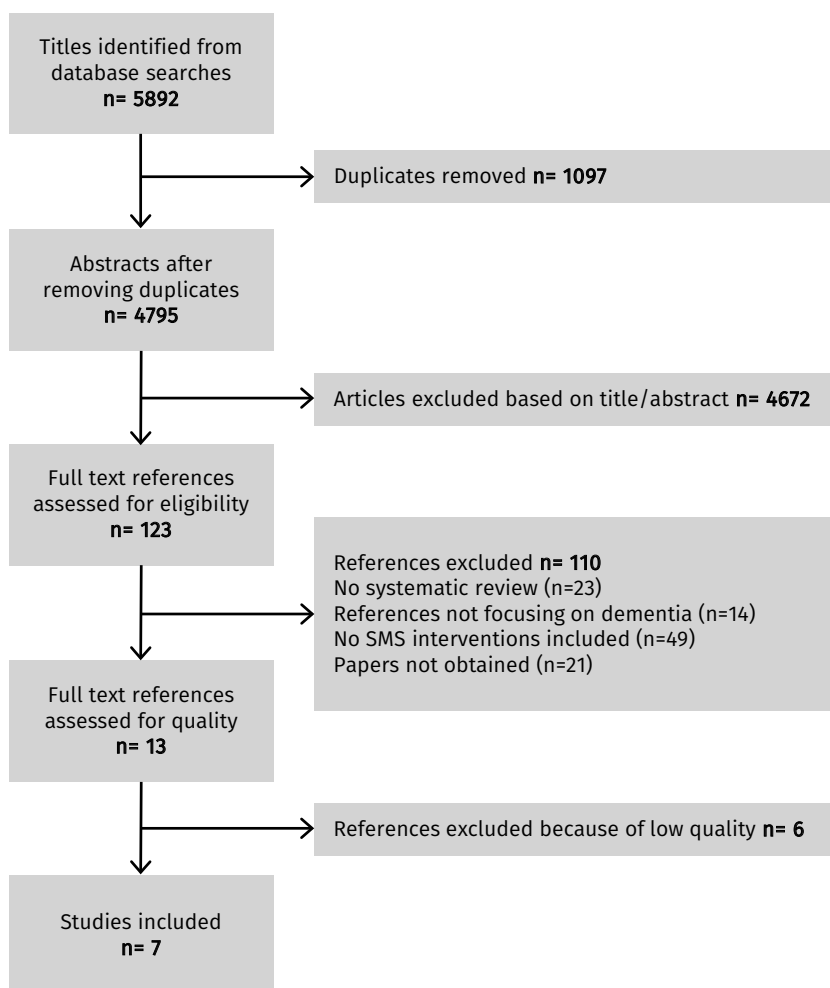 Titles identified from
database searches
n= 5892
Duplicates removed n= 1097
Abstracts after
removing duplicates
n= 4795
Articles excluded based on title/abstract n= 4672
Full text references
assessed for eligibility
n= 123
References excluded n= 110
No systematic review (n=23)
References not focusing on dementia (n=14)
No SMS interventions included (n=49)
Papers not obtained (n=21)
Full text references
assessed for quality
n= 13
References excluded because of low quality n= 6
Studies included
n= 7